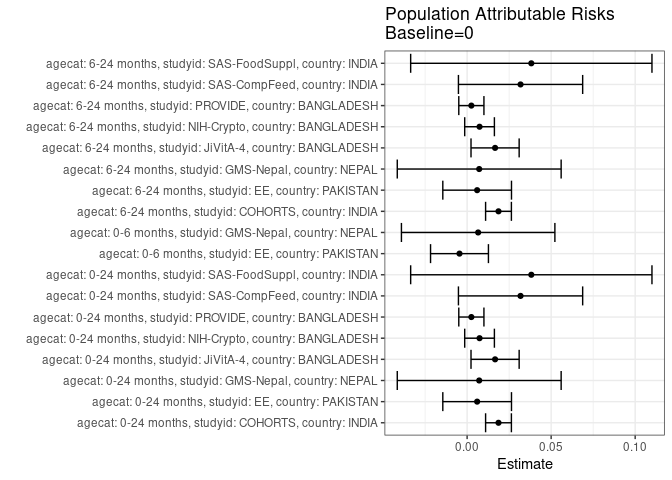 Population Attributable Risks
Baseline=0
agecat: 6-24 months, studyid: SAS-FoodSuppl, country: INDIA
agecat: 6-24 months, studyid: SAS-CompFeed, country: INDIA
agecat: 6-24 months, studyid: PROVIDE, country: BANGLADESH
agecat: 6-24 months, studyid: NIH-Crypto, country: BANGLADESH
agecat: 6-24 months, studyid: JiVitA-4, country: BANGLADESH
agecat: 6-24 months, studyid: GMS-Nepal, country: NEPAL
agecat: 6-24 months, studyid: EE, country: PAKISTAN
agecat: 6-24 months, studyid: COHORTS, country: INDIA
agecat: 0-6 months, studyid: GMS-Nepal, country: NEPAL
agecat: 0-6 months, studyid: EE, country: PAKISTAN
agecat: 0-24 months, studyid: SAS-FoodSuppl, country: INDIA
agecat: 0-24 months, studyid: SAS-CompFeed, country: INDIA
agecat: 0-24 months, studyid: PROVIDE, country: BANGLADESH
agecat: 0-24 months, studyid: NIH-Crypto, country: BANGLADESH
agecat: 0-24 months, studyid: JiVitA-4, country: BANGLADESH
agecat: 0-24 months, studyid: GMS-Nepal, country: NEPAL
agecat: 0-24 months, studyid: EE, country: PAKISTAN
agecat: 0-24 months, studyid: COHORTS, country: INDIA
0.00 0.05 0.10
Estimate